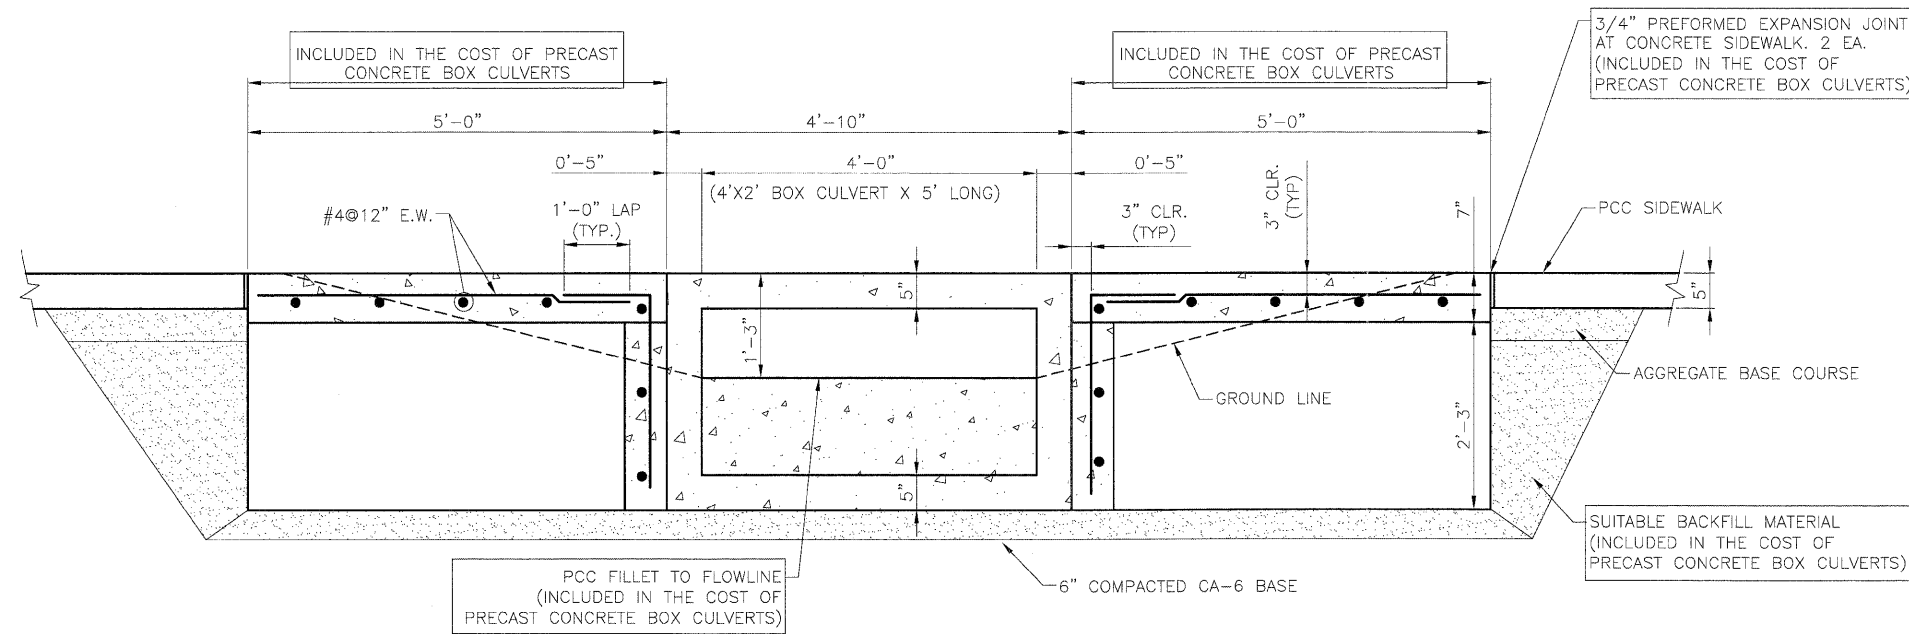 INCLUDED IN THE COST OF PRECAST
CONCRETE BOX CULVERTS
INCLUDED IN THE COST OF PRECAST
CONCRETE BOX CULVERTS
3/4" PREFORMED EXPANSION JOINT
AT CONCRETE SIDEWALK. 2 EA.
(INCLUDED IN THE COST OF
PRECAST CONCRETE BOX CULVERTS)
5'-0"
4'-10"
5'-0"
0'-5"
4'-0"
0'-5"
(4'X2' BOX CULVERT X 5' LONG)
#4@12" E.W.
1'-0" LAP
(TYP.)
3" CLR.
(TYP)
3" CLR.
(TYP)
7"
PCC SIDEWALK
5"
5"
1'-3"
AGGREGATE BASE COURSE
GROUND LINE
2'-3"
5"
SUITABLE BACKFILL MATERIAL
(INCLUDED IN THE COST OF
PRECAST CONCRETE BOX CULVERTS)
PCC FILLET TO FLOWLINE
(INCLUDED IN THE COST OF
PRECAST CONCRETE BOX CULVERTS)
6" COMPACTED CA-6 BASE